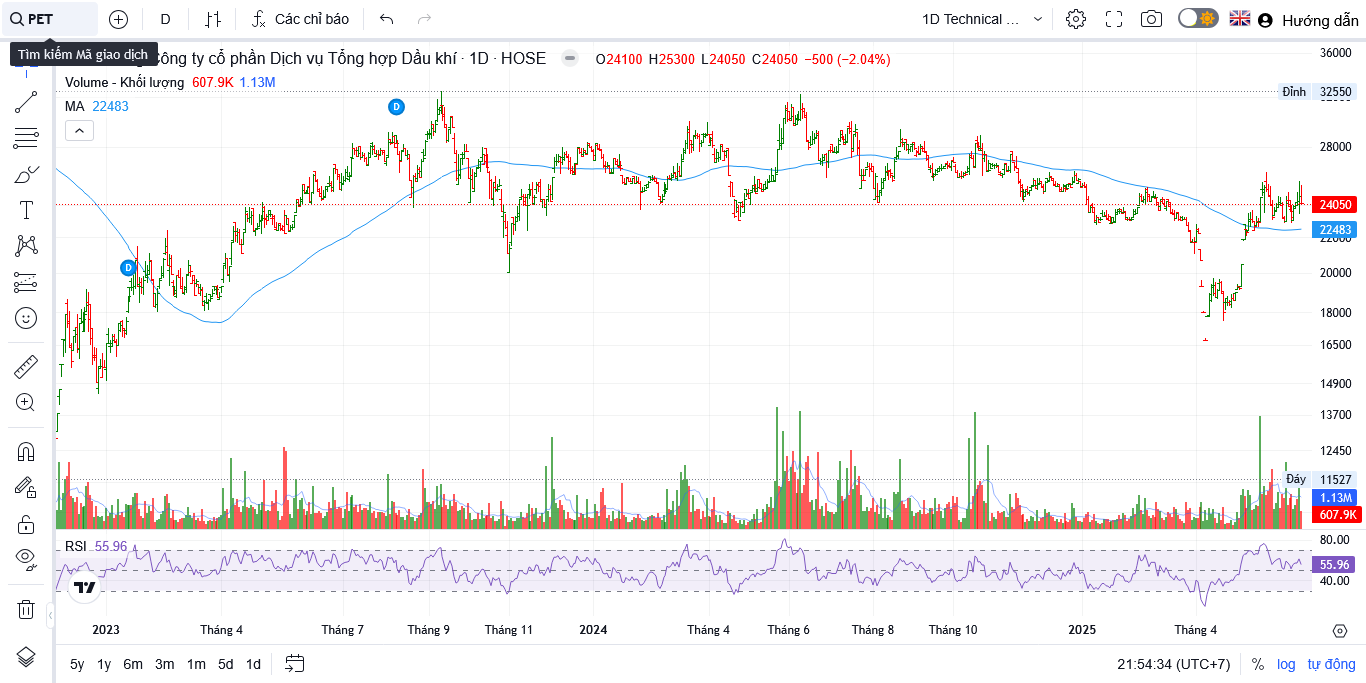 PET
D
Các chỉ báo
1D Technical ...
Hướng dẫn
Tìm kiếm Mã giao dịch
Công ty cổ phần Dịch vụ Tổng hợp Dầu khí · 1D · HOSE
O24100 H25300 L24050 C24050 −500 (−2.04%)
Volume - Khối lượng 607.9K 1.13M
MA 22483
D
D
36000
Đỉnh 32550
28000
24050
22483
22000
20000
18000
16500
14900
13700
12450
Đáy 11527
1.13M
607.9K
RSI 55.96
80.00
55.96
40.00
2023 Tháng 4 Tháng 7 Tháng 9 Tháng 11 2024 Tháng 4 Tháng 6 Tháng 8 Tháng 10 2025 Tháng 4
5y 1y 6m 3m 1m 5d 1d
21:54:34 (UTC+7) % log tự động